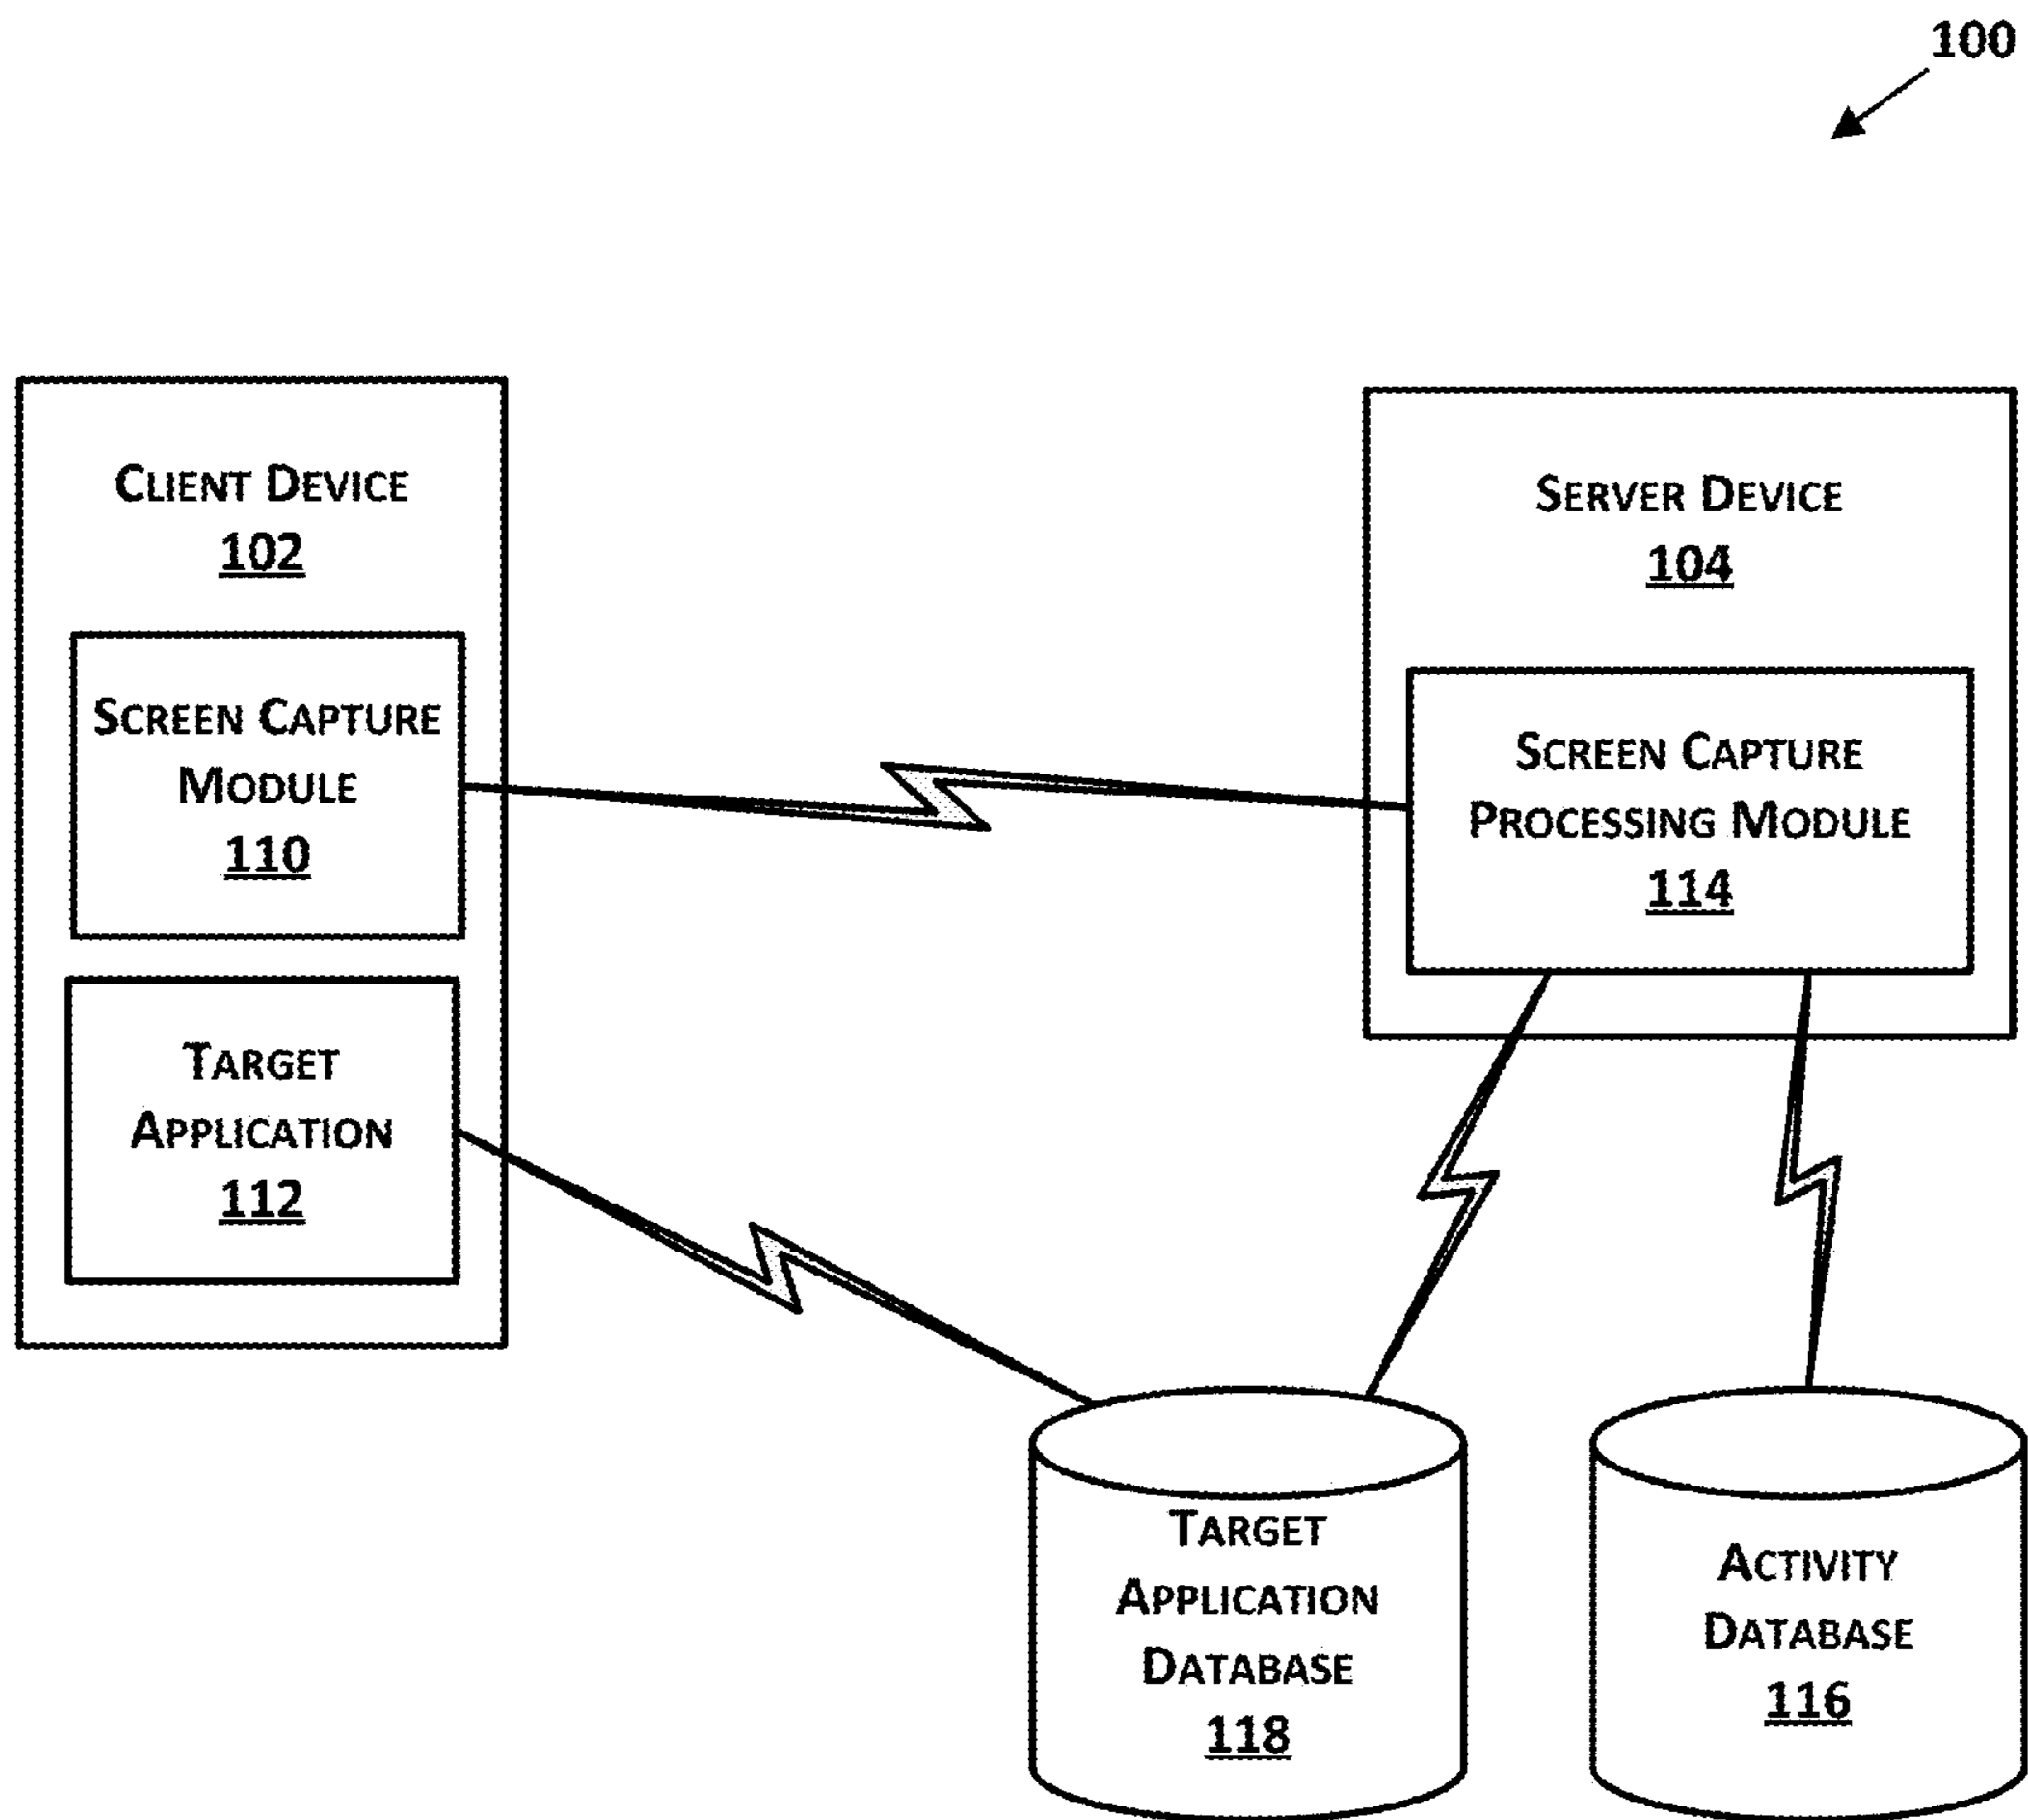 100
CLIENT DEVICE
102
SCREEN CAPTURE
MODULE
110
TARGET
APPLICATION
112
SERVER DEVICE
104
SCREEN CAPTURE
PROCESSING MODULE
114
TARGET
APPLICATION
DATABASE
118
ACTIVITY
DATABASE
116